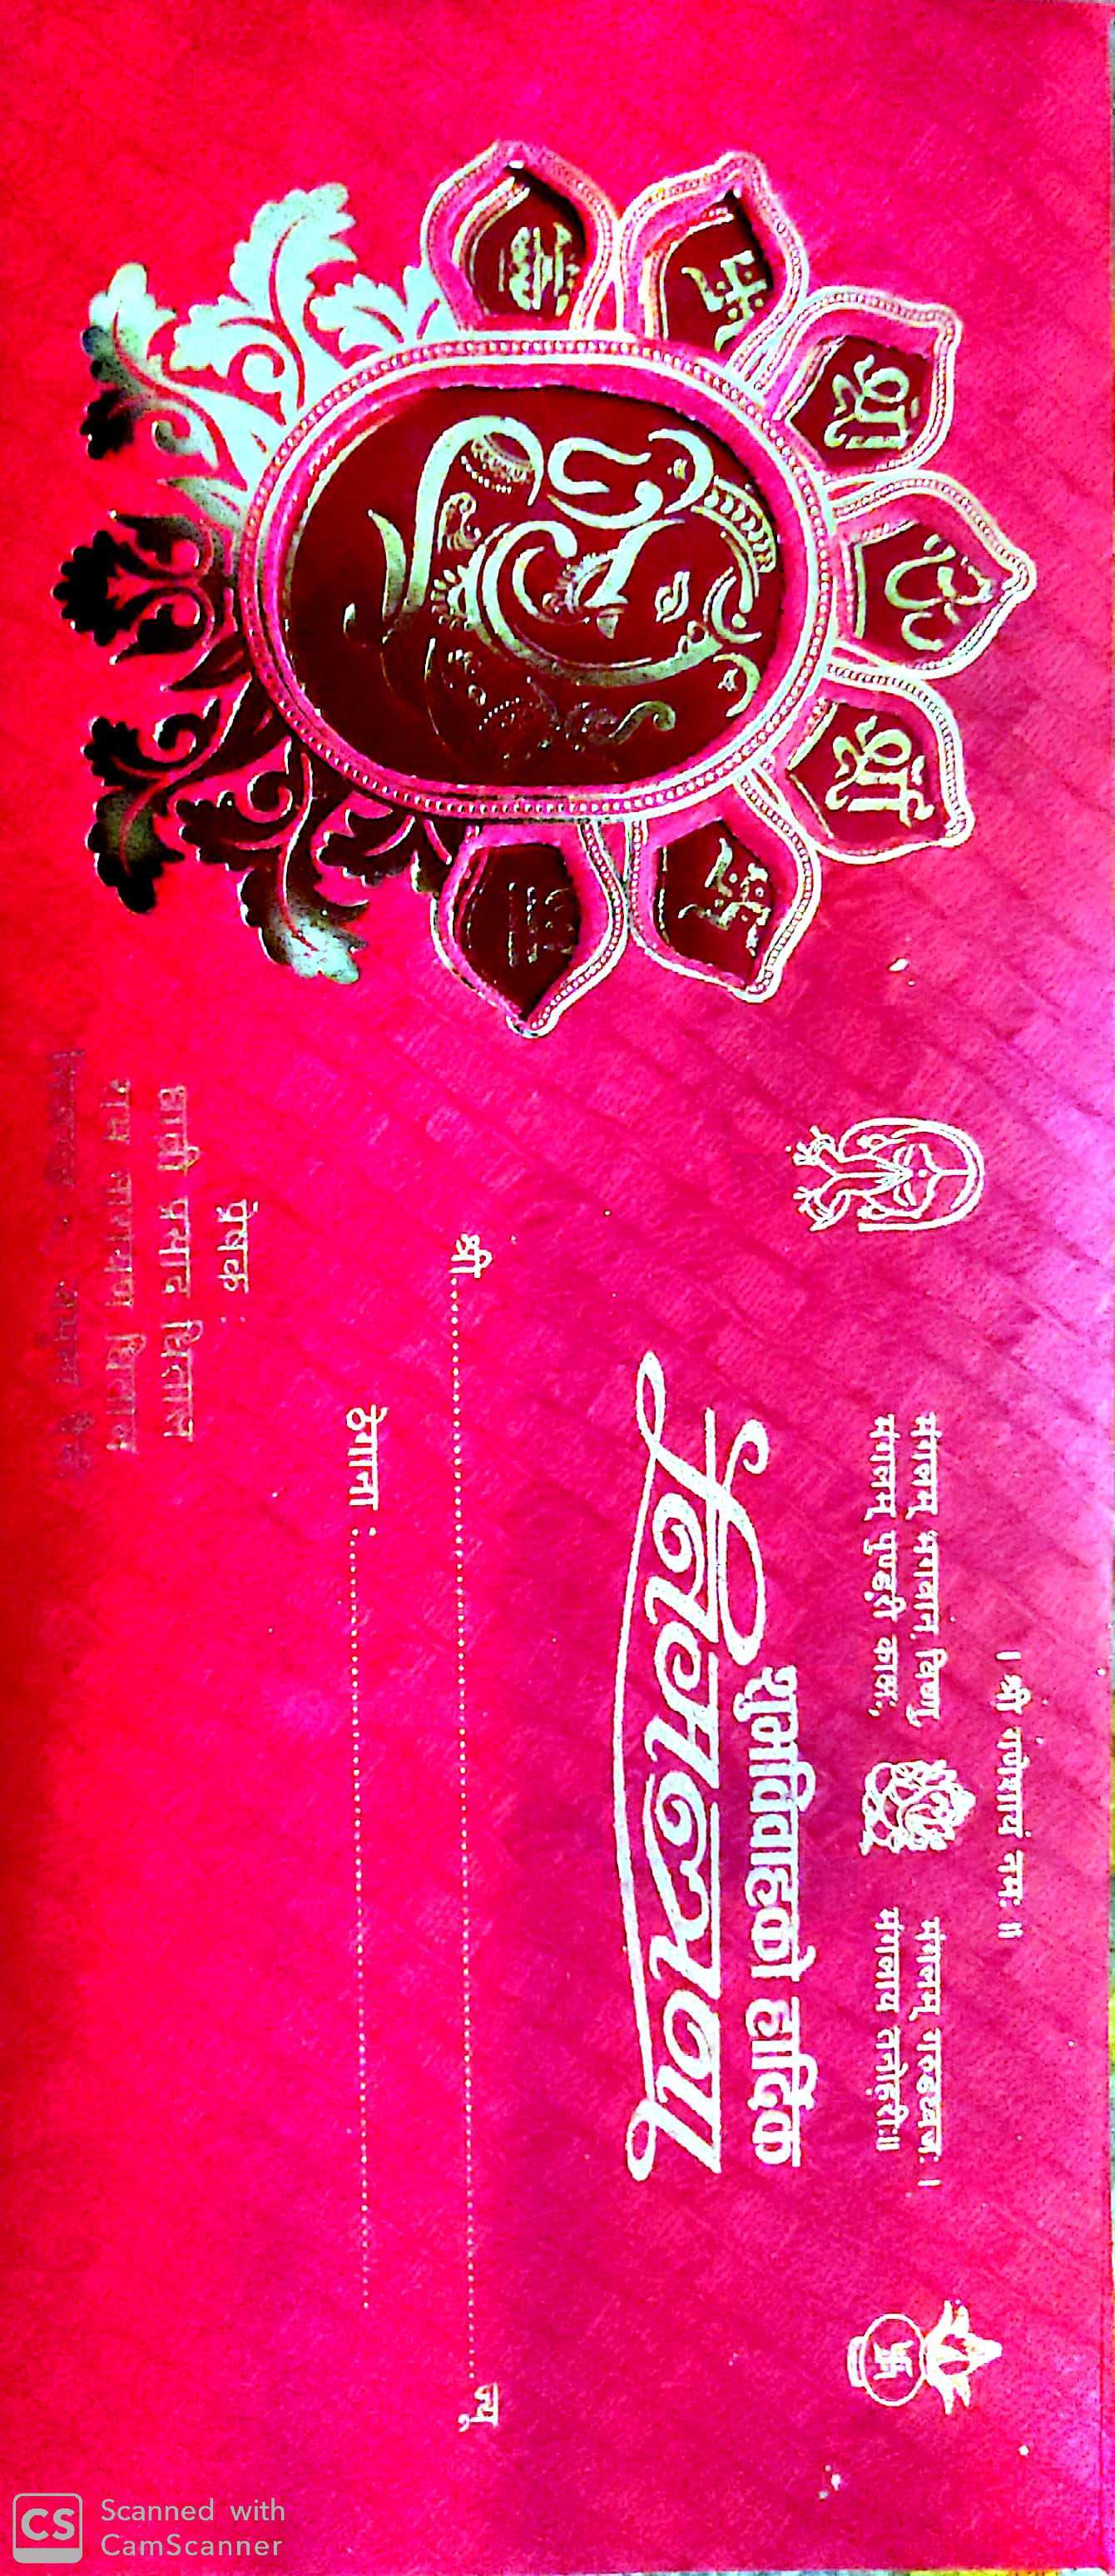 श्री
ॐ
श्री
। श्री गणेशाय नमः ॥
मंगलम् भगवान विष्णु, मंगलम् गरुडध्वजः ।
मंगलम् पुण्डरी काक्षः, मंगलाय तनोहरीः॥
शुभविवाहको हार्दिक
निमन्त्रणा
श्री.......................................ज्यू
ठेगाना :.......................................
प्रेषक :
प्रसाद धिताल
राम नारायण धिताल
Scanned with
CamScanner
CS